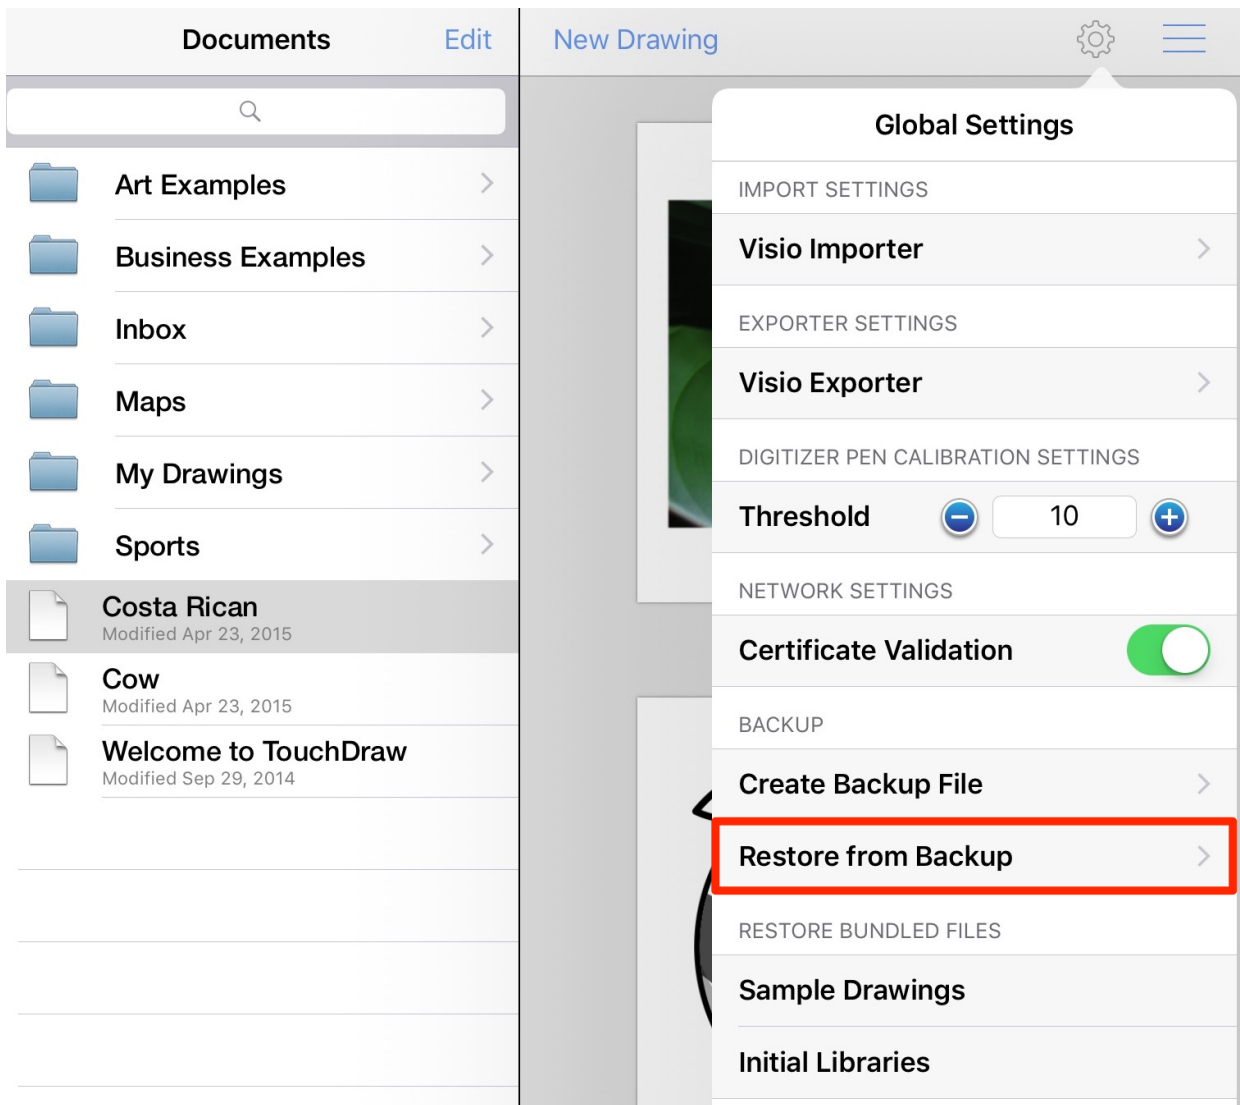 Documents
Edit
New Drawing
Art Examples
Business Examples
Inbox
Maps
My Drawings
Sports
Costa Rican
Modified Apr 23, 2015
Cow
Modified Apr 23, 2015
Welcome to TouchDraw
Modified Sep 29, 2014
Global Settings
IMPORT SETTINGS
Visio Importer
EXPORTER SETTINGS
Visio Exporter
DIGITIZER PEN CALIBRATION SETTINGS
Threshold 10
NETWORK SETTINGS
Certificate Validation
BACKUP
Create Backup File
Restore from Backup
RESTORE BUNDLED FILES
Sample Drawings
Initial Libraries